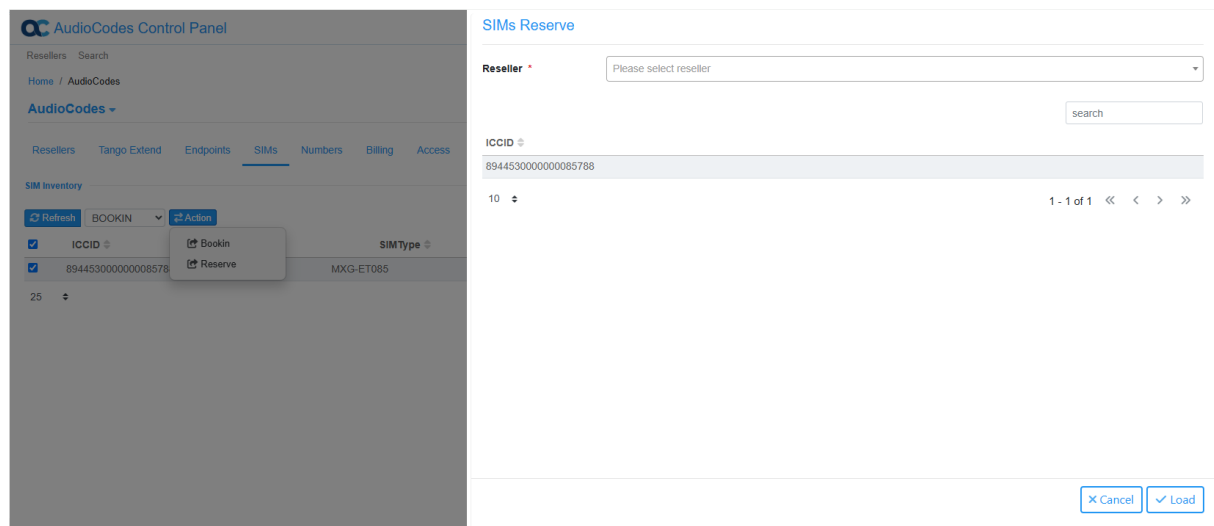 AudioCodes Control Panel
Resellers Search
Home / AudioCodes
AudioCodes
Resellers Tango Extend Endpoints SIMs Numbers Billing Access
SIM Inventory
Refresh BOOKIN Action
ICCID SIMType
Bookin
Reserve
894453000000008578 MXG-ET085
25
SIMs Reserve
Reseller * Please select reseller
search
ICCID
8944530000000085788
10 1 - 1 of 1
Cancel Load